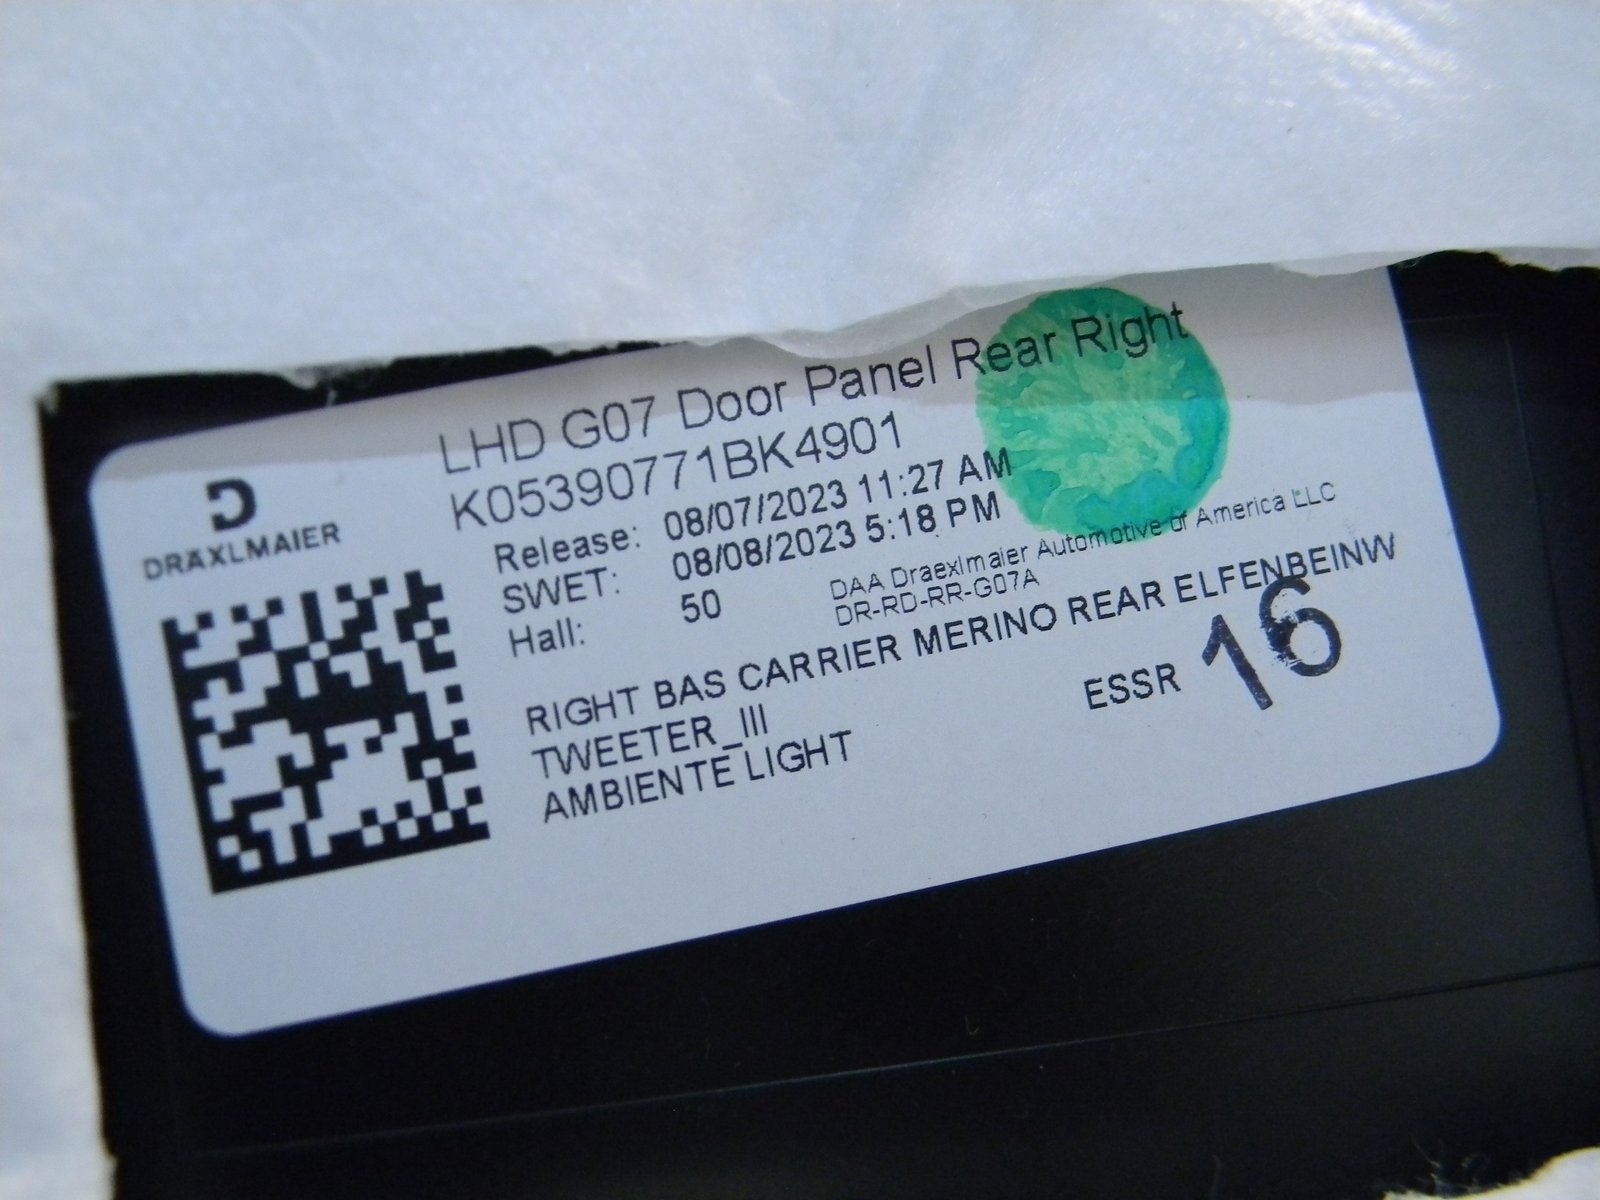 LHD G07 Door Panel Rear Right
K05390771BK4901
DRÄXLMAIER
Release: 08/07/2023 11:27 AM
SWET: 08/08/2023 5:18 PM
Hall: 50
DAA Draexlmaier Automotive of America LLC
DR-RD-RR-G07A
RIGHT BAS CARRIER MERINO REAR ELFENBEINW
TWEETER_III
AMBIENTE LIGHT
ESSR 16